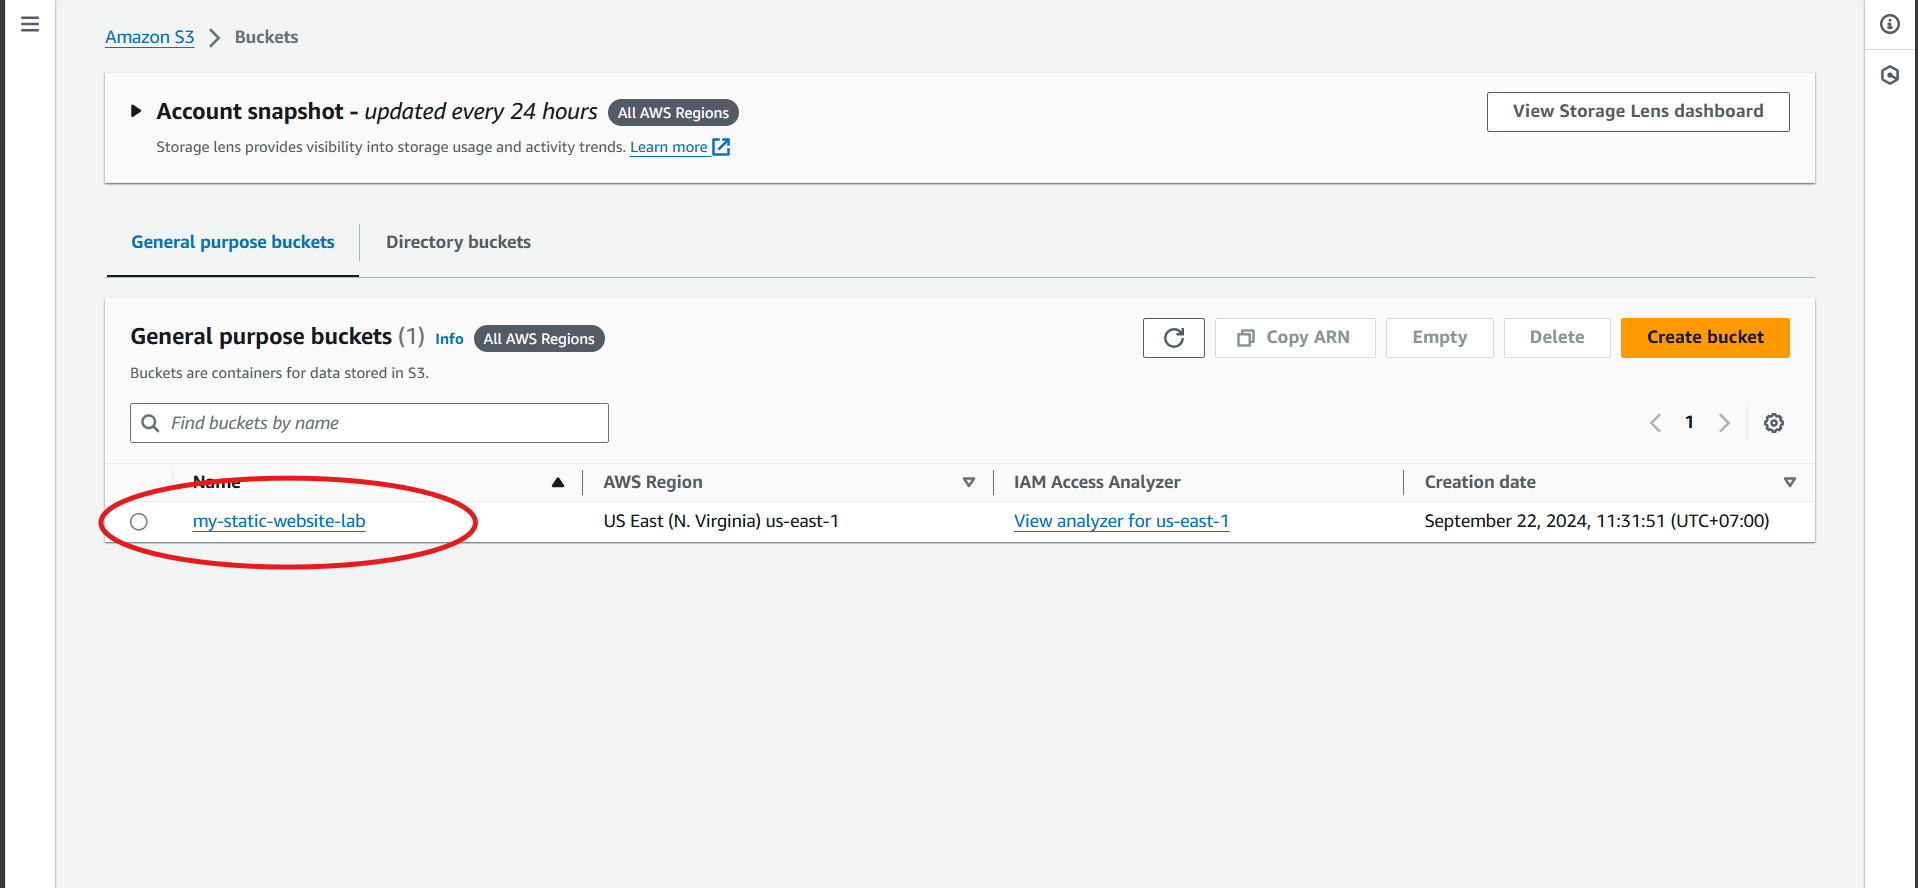 Amazon S3 > Buckets
Account snapshot - updated every 24 hours All AWS Regions
View Storage Lens dashboard
Storage lens provides visibility into storage usage and activity trends. Learn more
General purpose buckets Directory buckets
General purpose buckets (1) Info All AWS Regions
Copy ARN Empty Delete Create bucket
Buckets are containers for data stored in S3.
Find buckets by name
1
Name AWS Region IAM Access Analyzer Creation date
my-static-website-lab US East (N. Virginia) us-east-1 View analyzer for us-east-1 September 22, 2024, 11:31:51 (UTC+07:00)